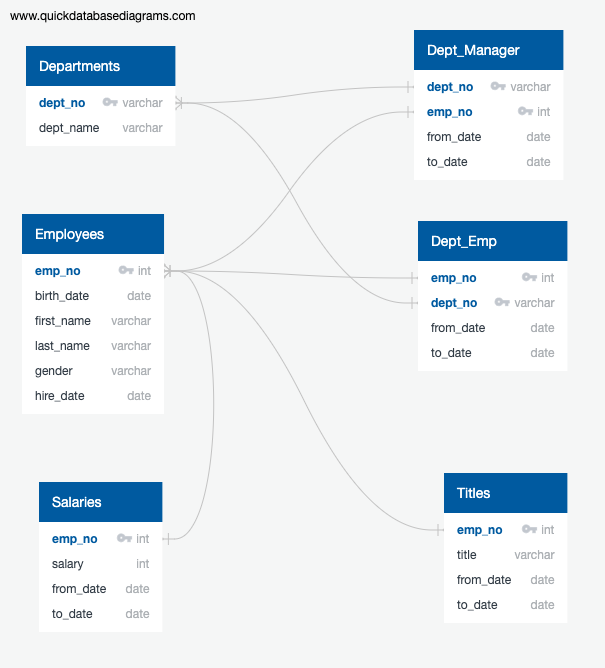 www.quickdatabasediagrams.com
Departments
dept_no varchar
dept_name varchar
Dept_Manager
dept_no varchar
emp_no int
from_date date
to_date date
Employees
emp_no int
birth_date date
first_name varchar
last_name varchar
gender varchar
hire_date date
Dept_Emp
emp_no int
dept_no varchar
from_date date
to_date date
Salaries
emp_no int
salary int
from_date date
to_date date
Titles
emp_no int
title varchar
from_date date
to_date date